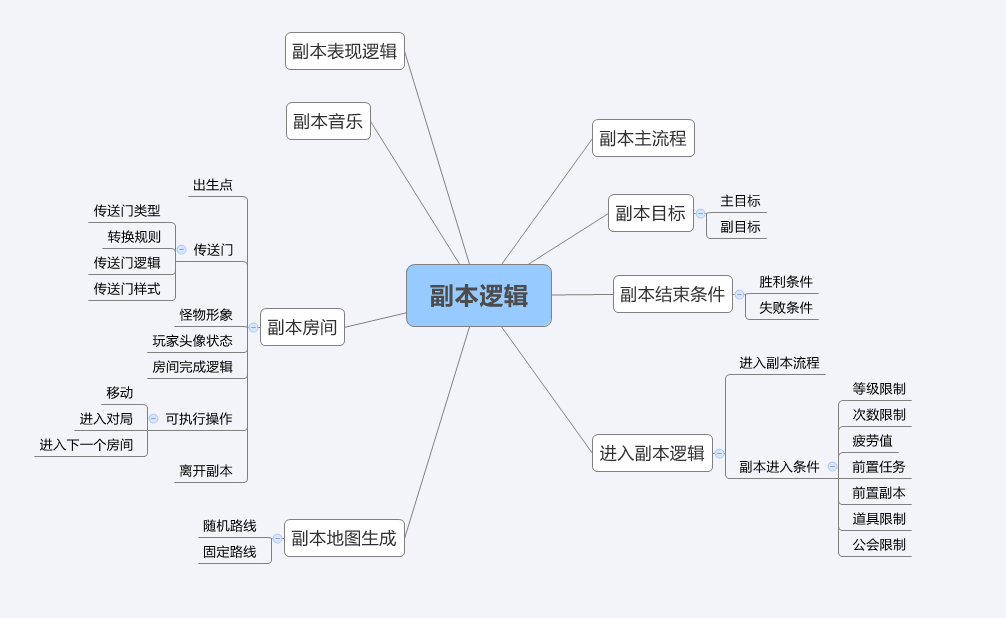 副本逻辑
副本主流程
副本目标
主目标
副目标
副本结束条件
胜利条件
失败条件
进入副本逻辑
进入副本流程
副本进入条件
等级限制
次数限制
疲劳值
前置任务
前置副本
道具限制
公会限制
副本表现逻辑
副本音乐
副本房间
出生点
传送门
传送门类型
转换规则
传送门逻辑
传送门样式
怪物形象
玩家头像状态
房间完成逻辑
可执行操作
移动
进入对局
进入下一个房间
离开副本
副本地图生成
随机路线
固定路线